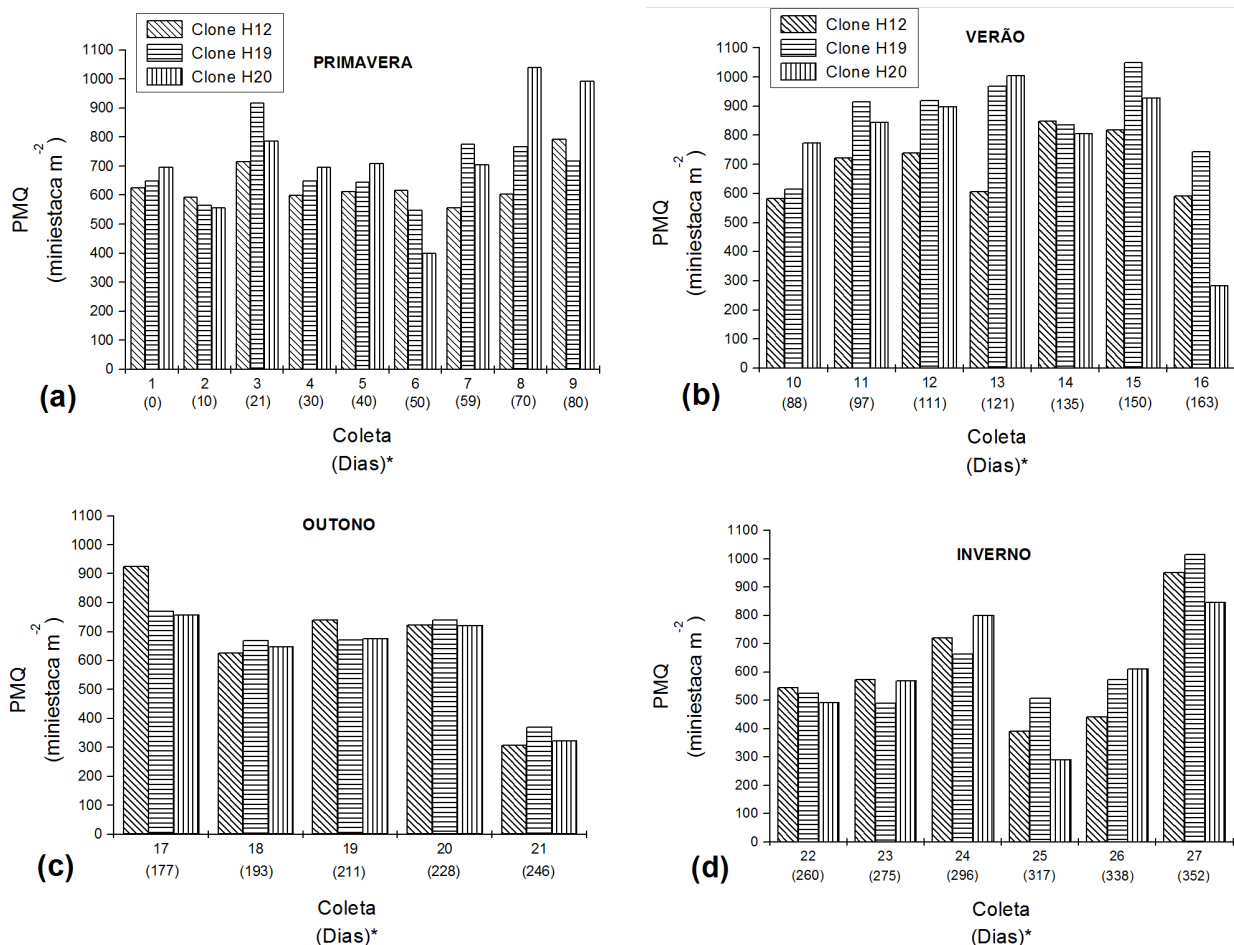 Clone H12
Clone H19
Clone H20
PRIMAVERA
1100
1000
900
800
700
600
500
400
300
200
100
0
PMQ
(miniestaca m⁻²)
1 2 3 4 5 6 7 8 9
(0) (10) (21) (30) (40) (50) (59) (70) (80)
(a)
Coleta
(Dias)*
Clone H12
Clone H19
Clone H20
VERÃO
1100
1000
900
800
700
600
500
400
300
200
100
0
PMQ
(miniestaca m⁻²)
10 11 12 13 14 15 16
(88) (97) (111) (121) (135) (150) (163)
(b)
Coleta
(Dias)*
OUTONO
1100
1000
900
800
700
600
500
400
300
200
100
0
PMQ
(miniestaca m⁻²)
17 18 19 20 21
(177) (193) (211) (228) (246)
(c)
Coleta
(Dias)*
INVERNO
1100
1000
900
800
700
600
500
400
300
200
100
0
PMQ
(miniestaca m⁻²)
22 23 24 25 26 27
(260) (275) (296) (317) (338) (352)
(d)
Coleta
(Dias)*